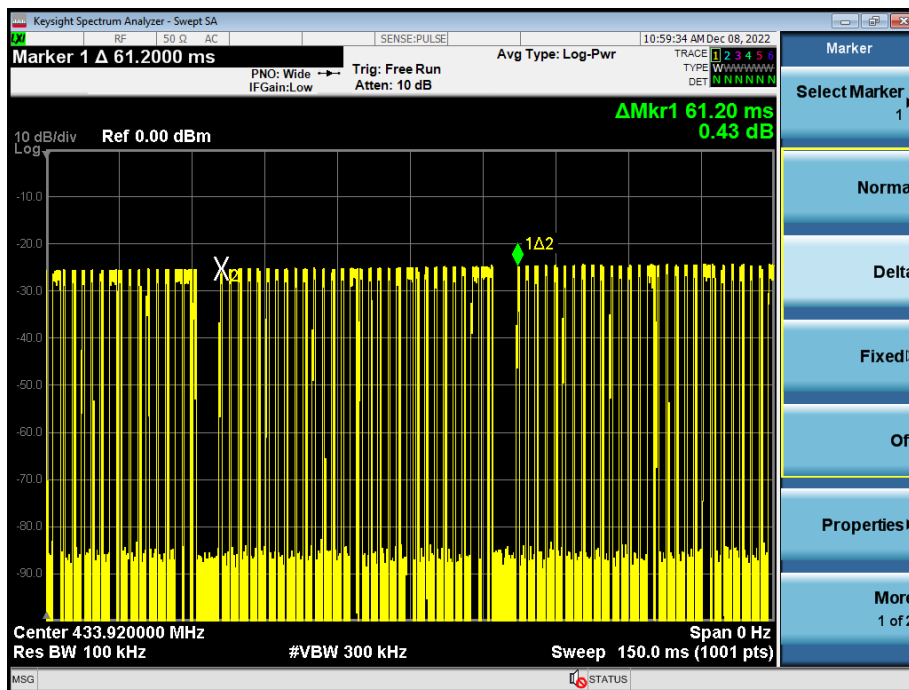 Keysight Spectrum Analyzer - Swept SA
LXI RF 50 Ω AC SENSE:PULSE 10:59:34 AM Dec 08, 2022
Marker 1 Δ 61.2000 ms
PNO: Wide Trig: Free Run Avg Type: Log-Pwr TRACE 1 2 3 4 5 6
TYPE WWWWWW
IFGain:Low Atten: 10 dB DET N N N N N N
ΔMkr1 61.20 ms
0.43 dB
10 dB/div Ref 0.00 dBm
Log
-10.0
-20.0
-30.0
-40.0
-50.0
-60.0
-70.0
-80.0
-90.0
1Δ2
X2
Center 433.920000 MHz Span 0 Hz
Res BW 100 kHz #VBW 300 kHz Sweep 150.0 ms (1001 pts)
MSG STATUS
Marker
Select Marker
1
Norma
Delta
Fixed
Of
Properties
More
1 of 2